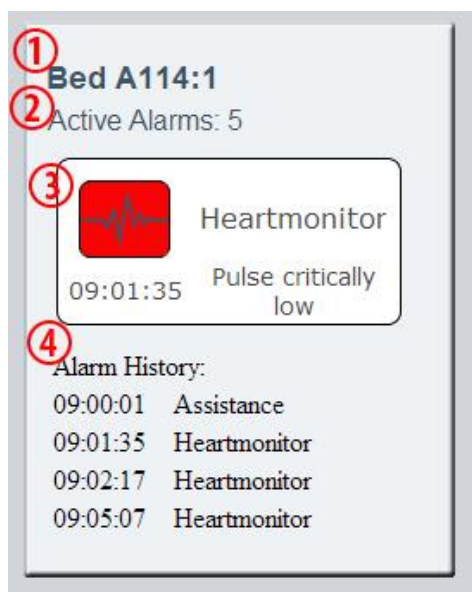 ①
Bed A114:1
②
Active Alarms: 5
③
Heartmonitor
09:01:35 Pulse critically
low
④
Alarm History:
09:00:01 Assistance
09:01:35 Heartmonitor
09:02:17 Heartmonitor
09:05:07 Heartmonitor